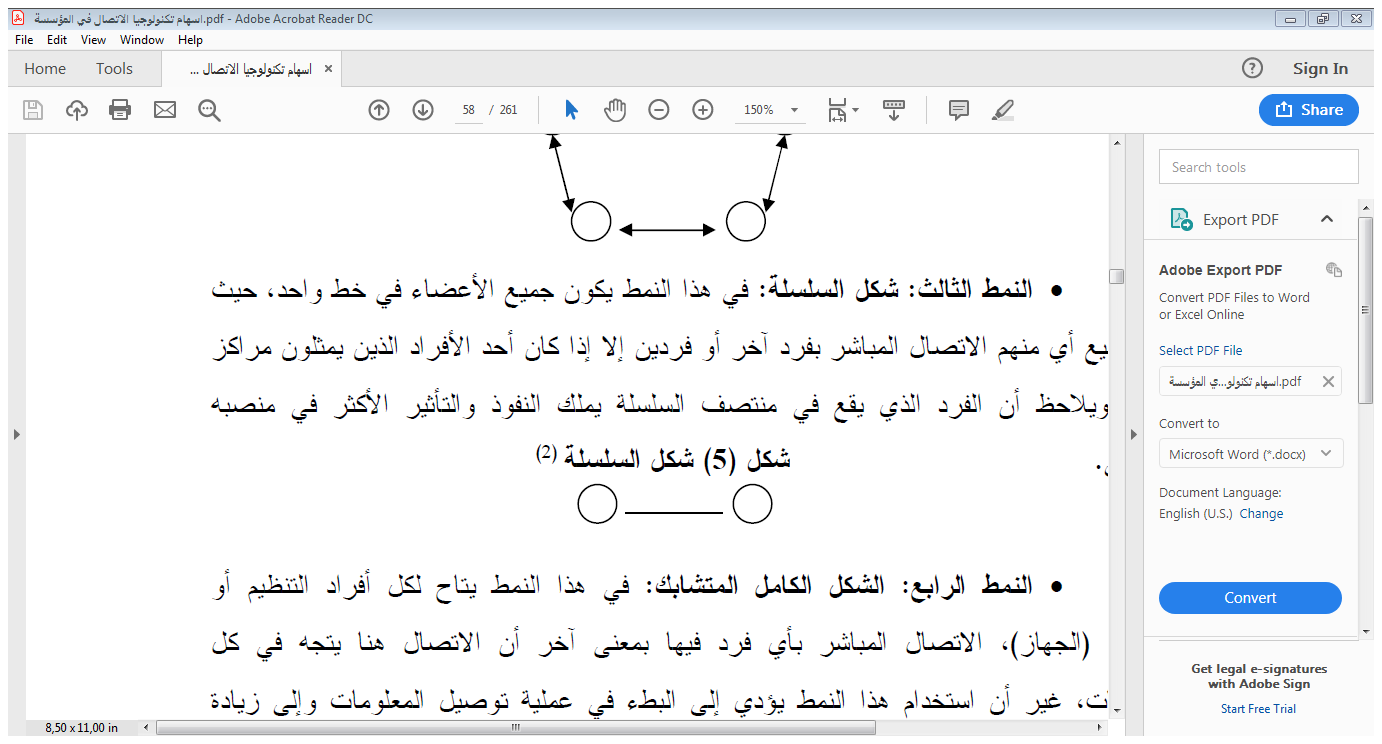 اسهام تكنولوجيا الاتصال في المؤسسة.pdf - Adobe Acrobat Reader DC
File Edit View Window Help
Home Tools اسهام تكنولوجيا الاتصال ... × Sign In
58 / 261 150% Share
• النمط الثالث: شكل السلسلة: في هذا النمط يكون جميع الأعضاء في خط واحد، حيث
أي منهم الاتصال المباشر بفرد آخر أو فردين إلا إذا كان أحد الأفراد الذين يمثلون مراكز
ويلاحظ أن الفرد الذي يقع في منتصف السلسلة يملك النفوذ والتأثير الأكثر في منصبه
شكل (5) شكل السلسلة (2)
• النمط الرابع: الشكل الكامل المتشابك: في هذا النمط يتاح لكل أفراد التنظيم أو
(الجهاز)، الاتصال المباشر بأي فرد فيها بمعنى آخر أن الاتصال هنا يتجه في كل
غير أن استخدام هذا النمط يؤدي إلى البطء في عملية توصيل المعلومات وإلى زيادة
8,50 x 11,00 in
Search tools
Export PDF
Adobe Export PDF
Convert PDF Files to Word
or Excel Online
Select PDF File
اسهام تكنولو...ي المؤسسة.pdf
Convert to
Microsoft Word (*.docx)
Document Language:
English (U.S.) Change
Convert
Get legal e-signatures
with Adobe Sign
Start Free Trial